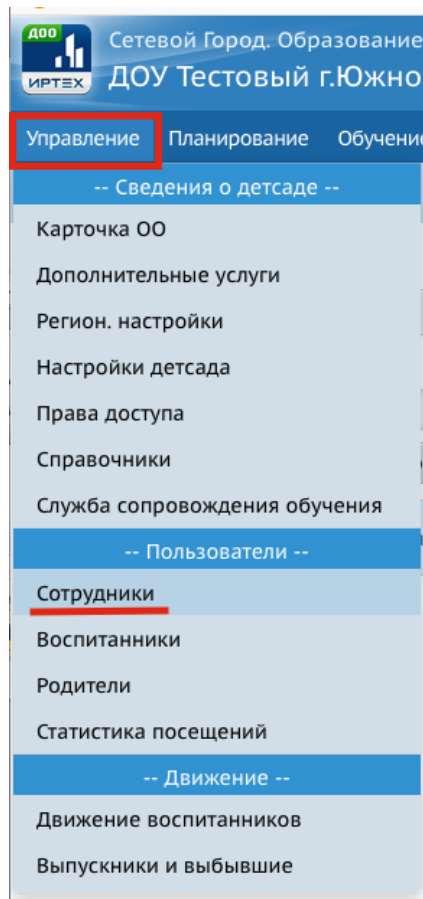 ДОО
ИРТЕХ
Сетевой Город. Образование
ДОУ Тестовый г.Южно
Управление Планирование Обучени
-- Сведения о детсаде --
Карточка ОО
Дополнительные услуги
Регион. настройки
Настройки детсада
Права доступа
Справочники
Служба сопровождения обучения
-- Пользователи --
Сотрудники
Воспитанники
Родители
Статистика посещений
-- Движение --
Движение воспитанников
Выпускники и выбывшие